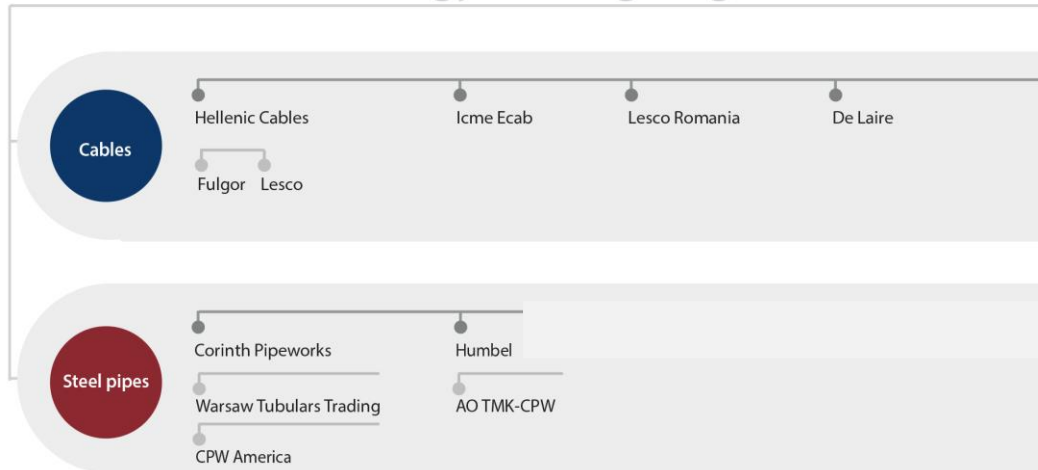 Cables
Hellenic Cables
Icme Ecab
Lesco Romania
De Laire
Fulgor
Lesco
Steel pipes
Corinth Pipeworks
Humbel
Warsaw Tubulars Trading
AO TMK-CPW
CPW America